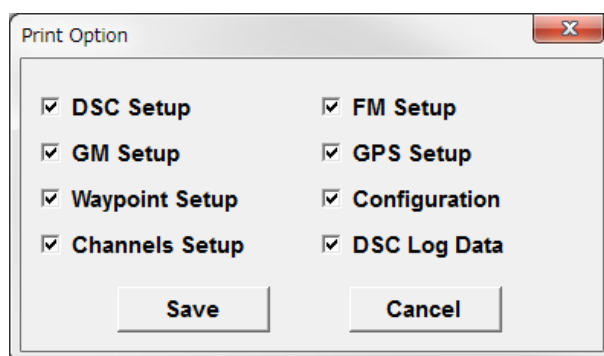 Print Option
DSC Setup FM Setup
GM Setup GPS Setup
Waypoint Setup Configuration
Channels Setup DSC Log Data
Save Cancel